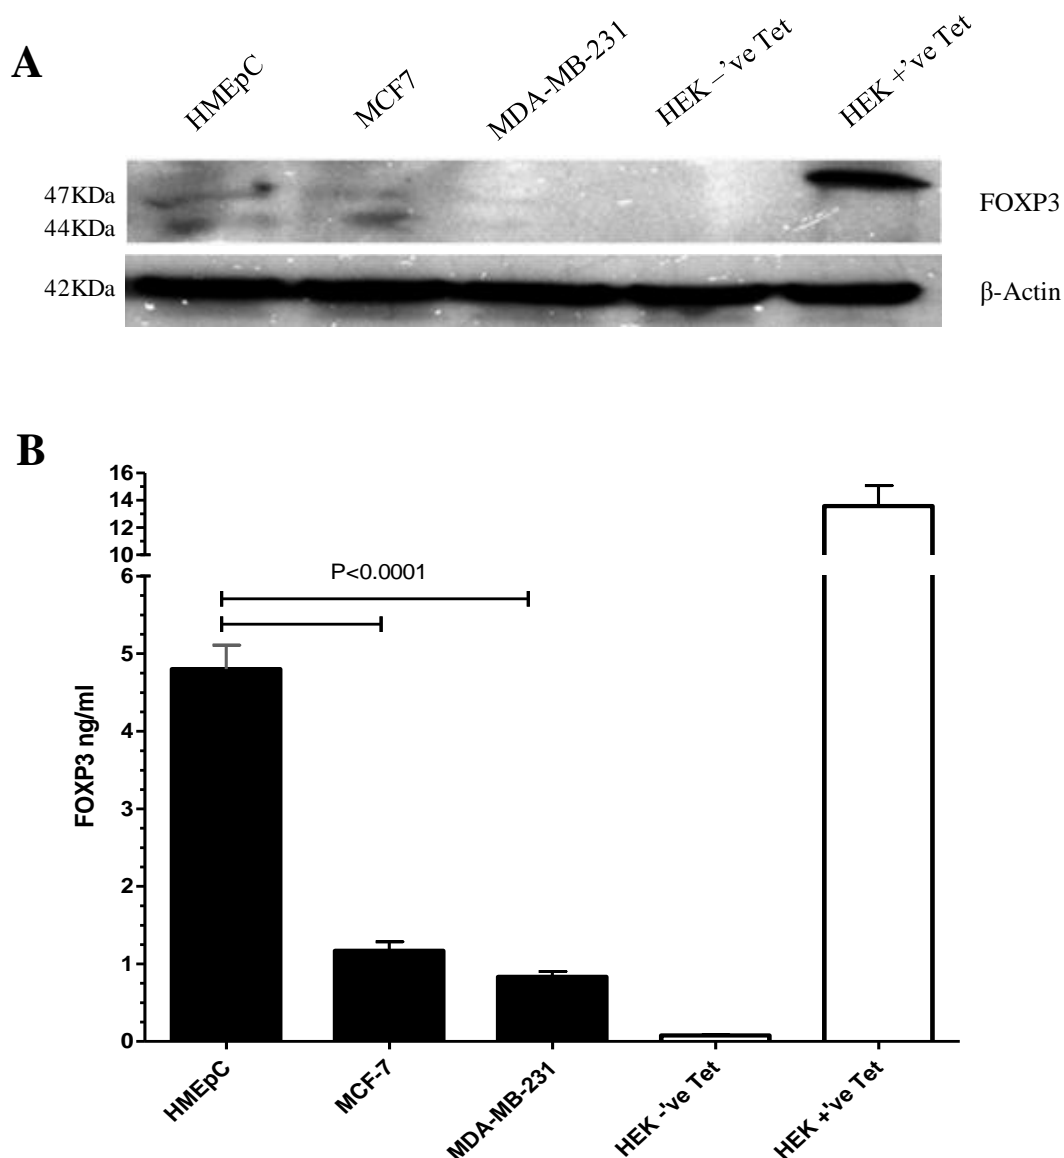 A
HMEpC
MCF7
MDA-MB-231
HEK –’ve Tet
HEK +’ve Tet
47KDa
44KDa
FOXP3
42KDa
β-Actin
B
16
14
12
10
6
5
4
3
2
1
0
P<0.0001
FOXP3 ng/ml
HMEpC
MCF-7
MDA-MB-231
HEK -'ve Tet
HEK +'ve Tet